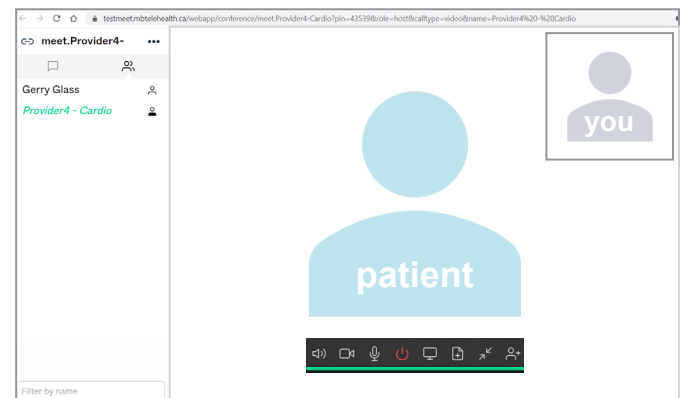 testmeet.mbtelehealth.ca/webapp/conference/meet.Provider4-Cardio?pin=43539&role=host&calltype=video&name=Provider4%20-%20Cardio
meet.Provider4-
Gerry Glass
Provider4 - Cardio
Filter by name
you
patient